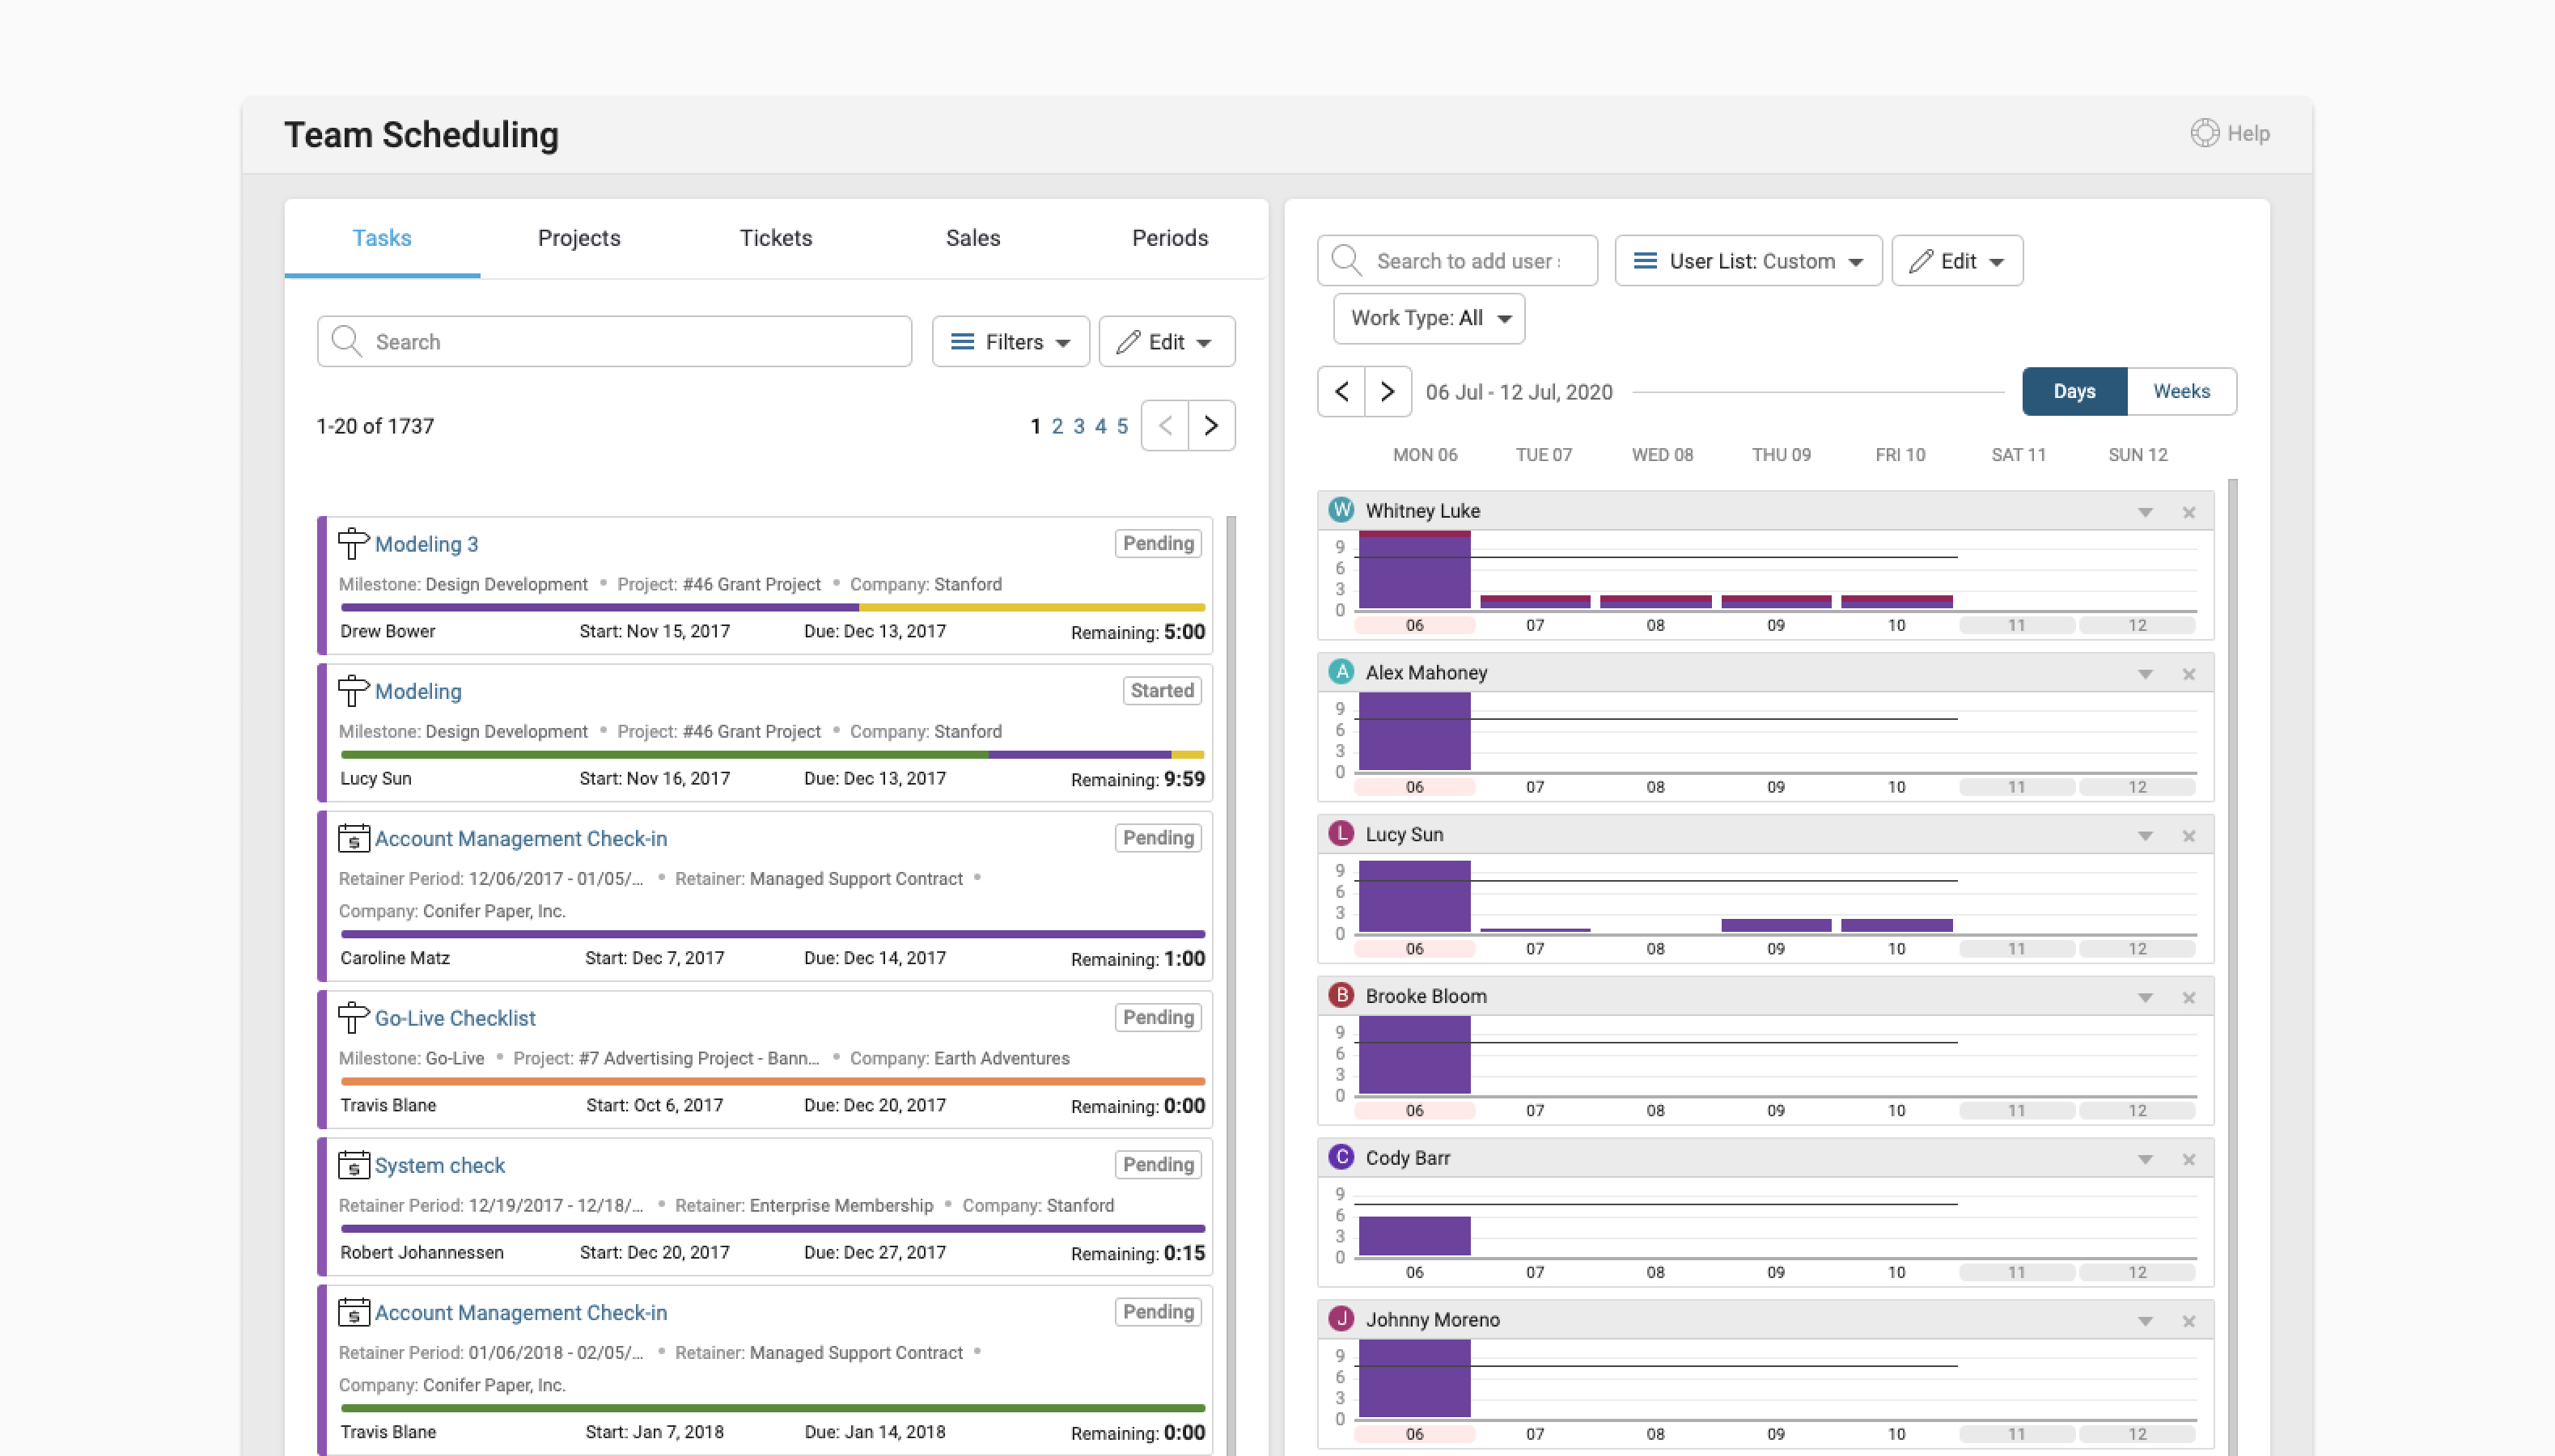 Team Scheduling
Help
Tasks Projects Tickets Sales Periods
Search Filters Edit
1-20 of 1737 1 2 3 4 5
Modeling 3 Pending
Milestone: Design Development • Project: #46 Grant Project • Company: Stanford
Drew Bower Start: Nov 15, 2017 Due: Dec 13, 2017 Remaining: 5:00
Modeling Started
Milestone: Design Development • Project: #46 Grant Project • Company: Stanford
Lucy Sun Start: Nov 16, 2017 Due: Dec 13, 2017 Remaining: 9:59
$ Account Management Check-in Pending
Retainer Period: 12/06/2017 - 01/05/... • Retainer: Managed Support Contract •
Company: Conifer Paper, Inc.
Caroline Matz Start: Dec 7, 2017 Due: Dec 14, 2017 Remaining: 1:00
Go-Live Checklist Pending
Milestone: Go-Live • Project: #7 Advertising Project - Bann... • Company: Earth Adventures
Travis Blane Start: Oct 6, 2017 Due: Dec 20, 2017 Remaining: 0:00
$ System check Pending
Retainer Period: 12/19/2017 - 12/18/... • Retainer: Enterprise Membership • Company: Stanford
Robert Johannessen Start: Dec 20, 2017 Due: Dec 27, 2017 Remaining: 0:15
$ Account Management Check-in Pending
Retainer Period: 01/06/2018 - 02/05/... • Retainer: Managed Support Contract •
Company: Conifer Paper, Inc.
Travis Blane Start: Jan 7, 2018 Due: Jan 14, 2018 Remaining: 0:00
Search to add user User List: Custom Edit
Work Type: All
06 Jul - 12 Jul, 2020 Days Weeks
MON 06 TUE 07 WED 08 THU 09 FRI 10 SAT 11 SUN 12
W Whitney Luke
9
6
3
0
06 07 08 09 10 11 12
A Alex Mahoney
9
6
3
0
06 07 08 09 10 11 12
L Lucy Sun
9
6
3
0
06 07 08 09 10 11 12
B Brooke Bloom
9
6
3
0
06 07 08 09 10 11 12
C Cody Barr
9
6
3
0
06 07 08 09 10 11 12
J Johnny Moreno
9
6
3
0
06 07 08 09 10 11 12